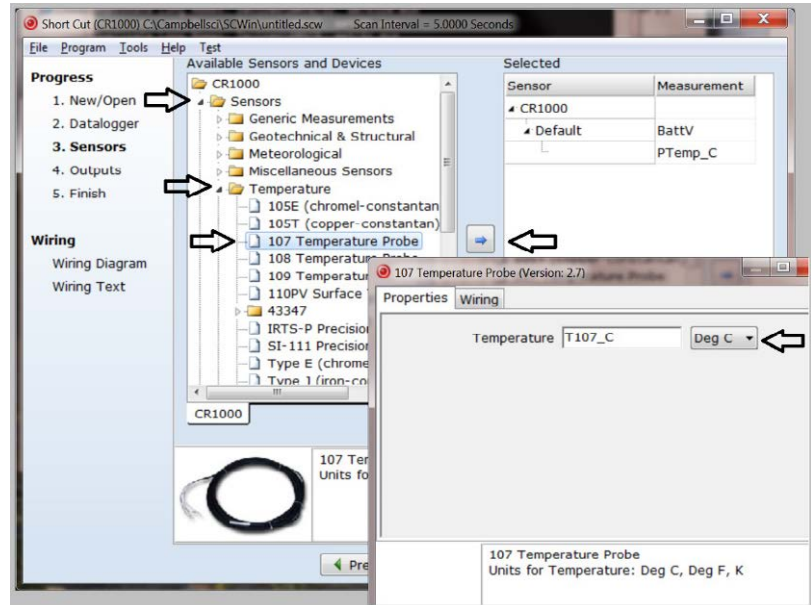 Short Cut (CR1000) C:\Campbellsci\SCWin\untitled.scw Scan Interval = 5.0000 Seconds
File Program Tools Help Test
Progress
1. New/Open
2. Datalogger
3. Sensors
4. Outputs
5. Finish
Wiring
Wiring Diagram
Wiring Text
Available Sensors and Devices
CR1000
Sensors
Generic Measurements
Geotechnical & Structural
Meteorological
Miscellaneous Sensors
Temperature
105E (chromel-constantan
105T (copper-constantan)
107 Temperature Probe
108 Temperature Probe
109 Temperatur
110PV Surface
43347
IRTS-P Precision
SI-111 Precision
Type E (chrome
Type J (iron-co
CR1000
107 Ter
Units fo
Pre
Selected
Sensor Measurement
CR1000
Default BattV
PTemp_C
107 Temperature Probe (Version: 2.7)
Properties Wiring
Temperature T107_C Deg C
107 Temperature Probe
Units for Temperature: Deg C, Deg F, K